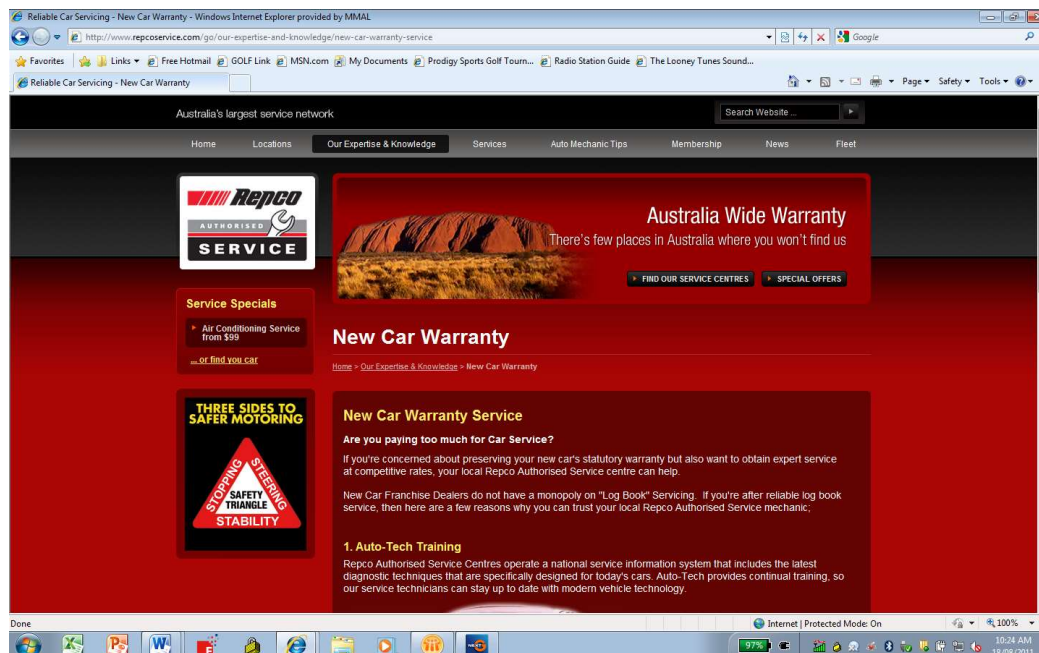 Reliable Car Servicing - New Car Warranty - Windows Internet Explorer provided by MMAL
http://www.repcoservice.com/go/our-expertise-and-knowledge/new-car-warranty-service
Google
Favorites Links Free Hotmail GOLF Link MSN.com My Documents Prodigy Sports Golf Tourn... Radio Station Guide The Looney Tunes Sound...
Reliable Car Servicing - New Car Warranty
Page Safety Tools
Australia's largest service network
Search Website ...
Home Locations Our Expertise & Knowledge Services Auto Mechanic Tips Membership News Fleet
Repco
AUTHORISED
SERVICE
Australia Wide Warranty
There's few places in Australia where you won't find us
FIND OUR SERVICE CENTRES SPECIAL OFFERS
Service Specials
Air Conditioning Service
from $99
... or find you car
New Car Warranty
Home > Our Expertise & Knowledge > New Car Warranty
THREE SIDES TO
SAFER MOTORING
STOPPING
STEERING
SAFETY
TRIANGLE
STABILITY
New Car Warranty Service
Are you paying too much for Car Service?
If you're concerned about preserving your new car's statutory warranty but also want to obtain expert service
at competitive rates, your local Repco Authorised Service centre can help.
New Car Franchise Dealers do not have a monopoly on "Log Book" Servicing. If you're after reliable log book
service, then here are a few reasons why you can trust your local Repco Authorised Service mechanic;
1. Auto-Tech Training
Repco Authorised Service Centres operate a national service information system that includes the latest
diagnostic techniques that are specifically designed for today's cars. Auto-Tech provides continual training, so
our service technicians can stay up to date with modern vehicle technology.
Done
Internet | Protected Mode: On
100%
97%
10:24 AM
18/08/2011